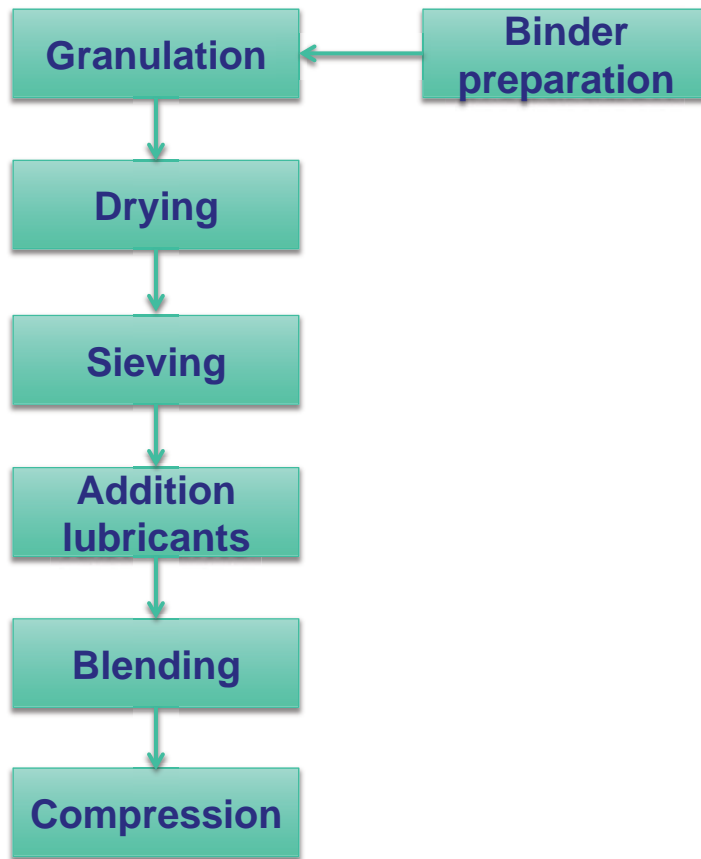 Granulation
Binder
preparation
Drying
Sieving
Addition
lubricants
Blending
Compression